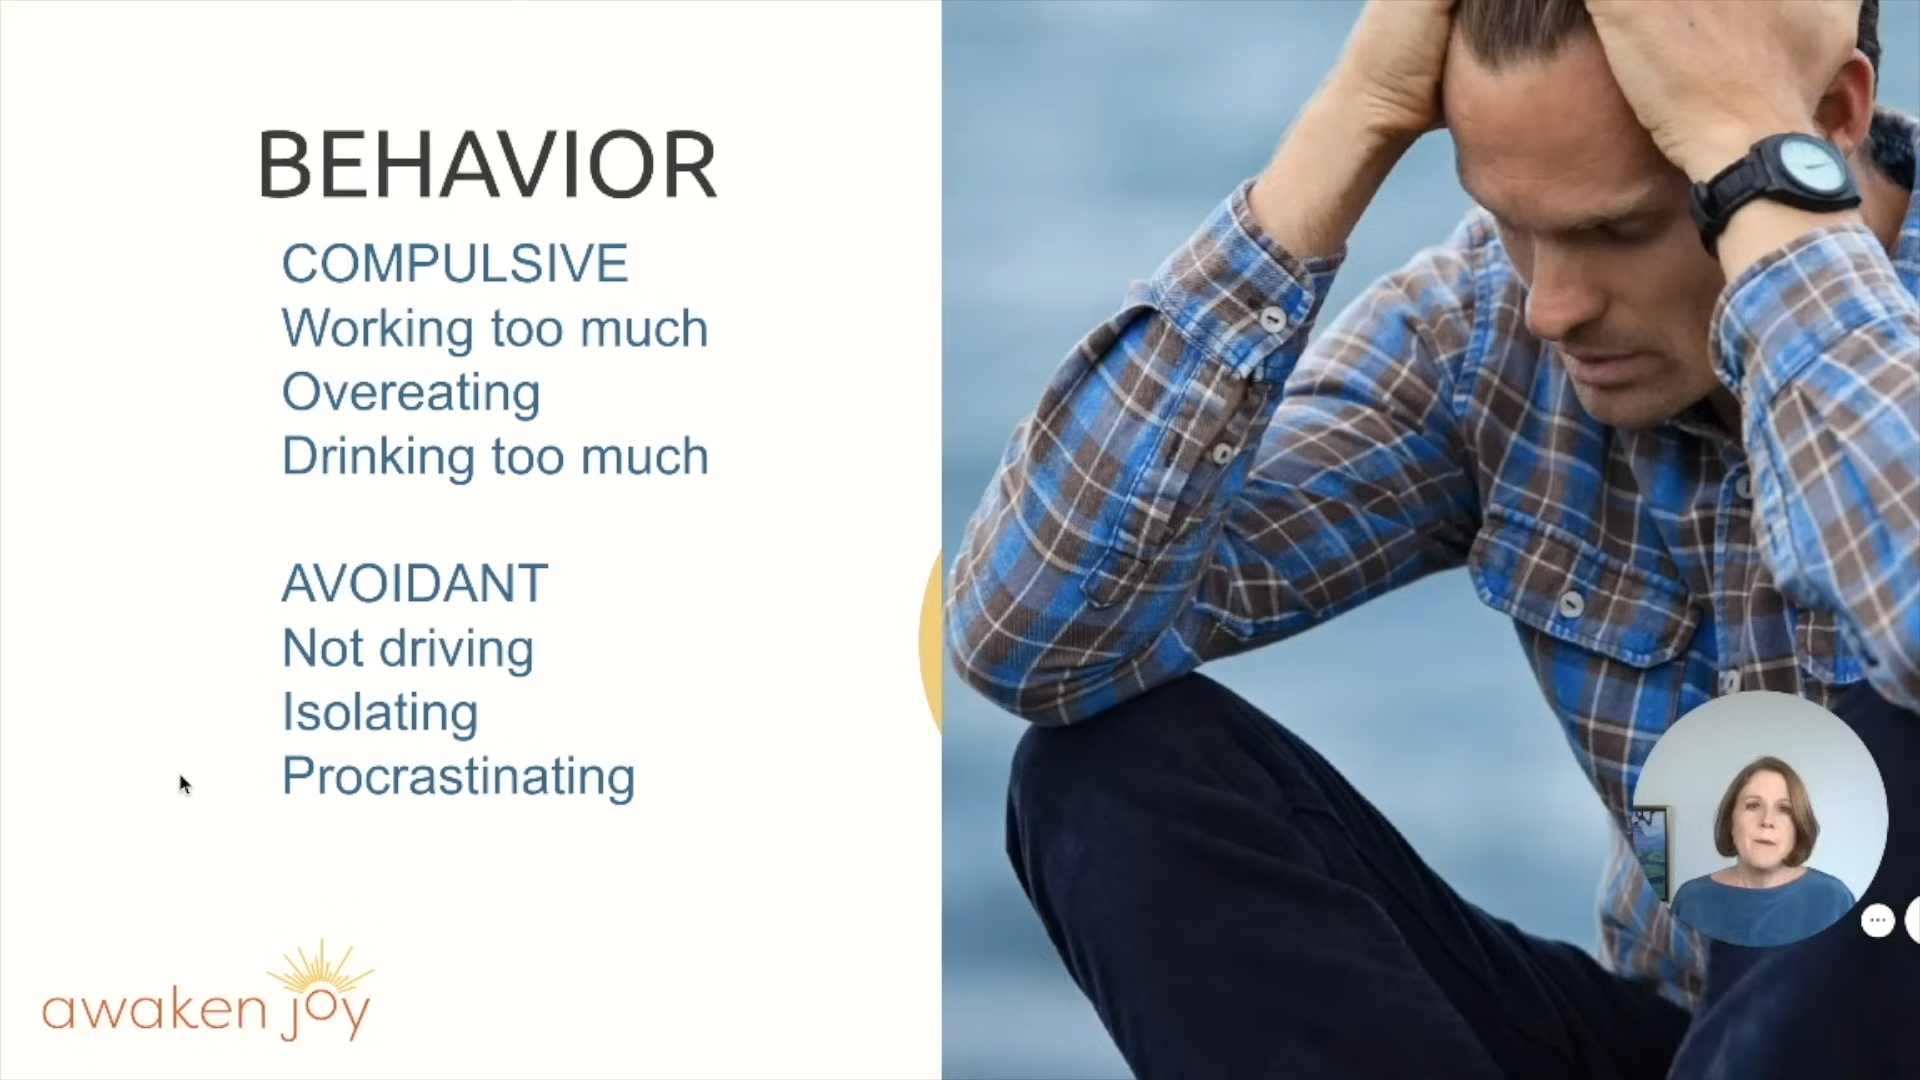 BEHAVIOR
COMPULSIVE
Working too much
Overeating
Drinking too much
AVOIDANT
Not driving
Isolating
Procrastinating
awaken joy